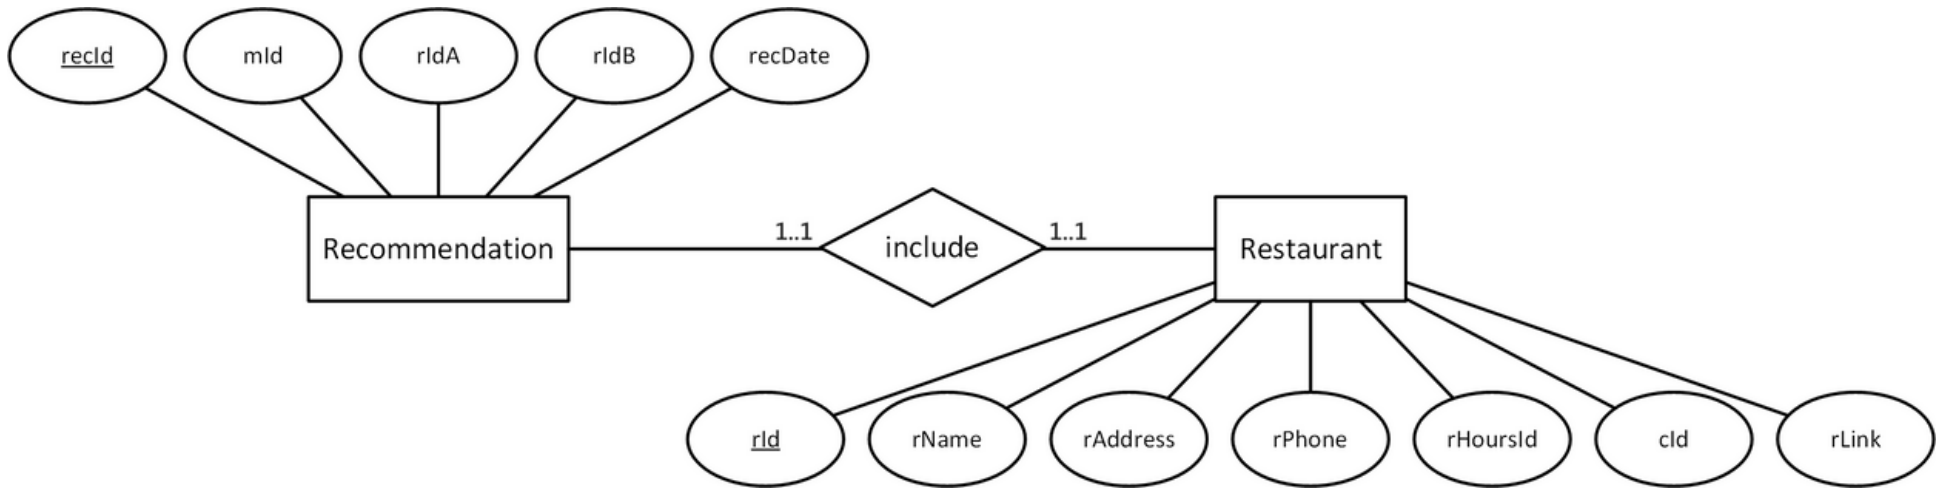 recId mId rIdA rIdB recDate
1..1 1..1
Recommendation include Restaurant
rId rName rAddress rPhone rHoursId cId rLink